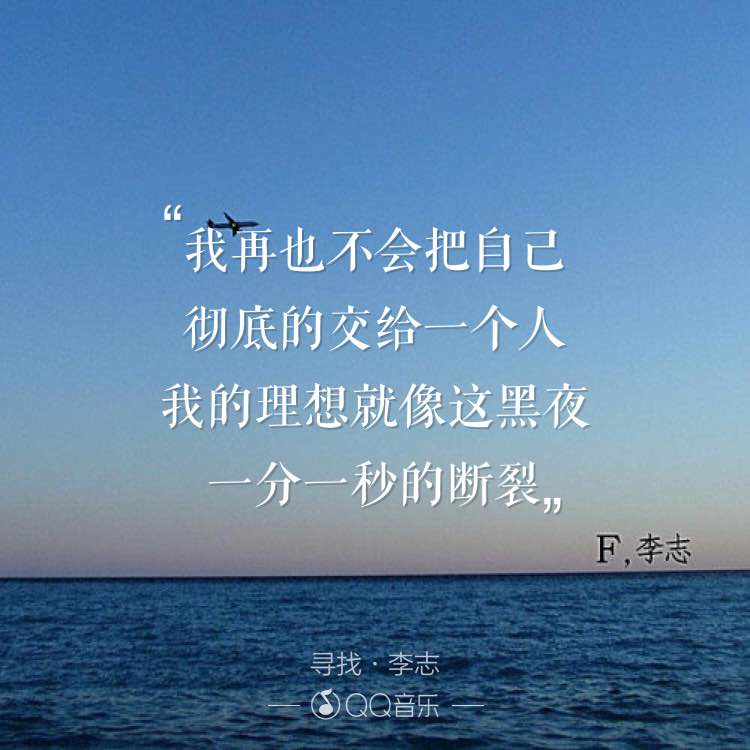 “我再也不会把自己
彻底的交给一个人
我的理想就像这黑夜
一分一秒的断裂”
F,李志
寻找·李志
QQ音乐